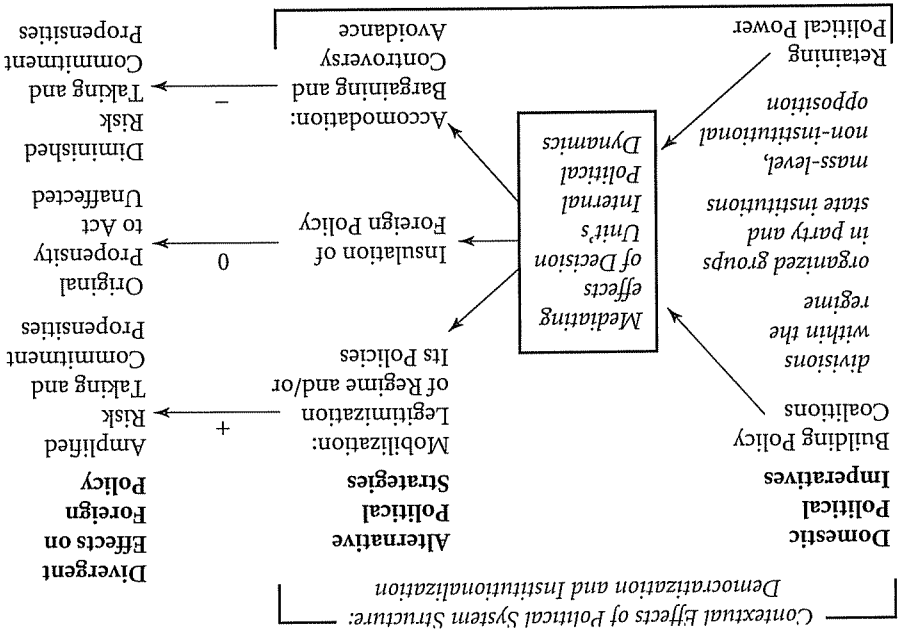 Contextual Effects of Political System Structure:
Democratization and Institutionalization
Domestic
Political
Imperatives
Building Policy
Coalitions
divisions
within the
regime
organized groups
in party and
state institutions
mass-level,
non-institutional
opposition
Retaining
Political Power
Mediating
effects
of Decision
Unit's
Internal
Political
Dynamics
Alternative
Political
Strategies
Mobilization:
Legitimization
of Regime and/or
Its Policies
Insulation of
Foreign Policy
Accomodation:
Bargaining and
Controversy
Avoidance
+
0
–
Divergent
Effects on
Foreign
Policy
Amplified
Risk
Taking and
Commitment
Propensities
Original
Propensity
to Act
Unaffected
Diminished
Risk
Taking and
Commitment
Propensities